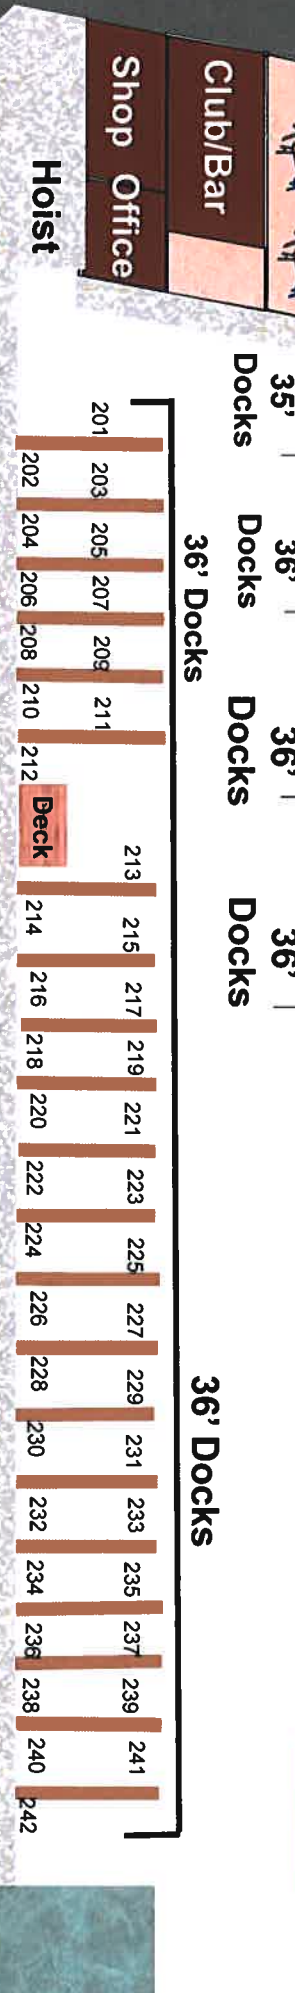 Club/Bar
Shop Office
Hoist
35'
Docks
36'
Docks
36'
Docks
36'
Docks
36' Docks
36' Docks
201 203 205 207 209 211 213 215 217 219 221 223 225 227 229 231 233 235 237 239 241
202 204 206 208 210 212 Deck 214 216 218 220 222 224 226 228 230 232 234 236 238 240 242